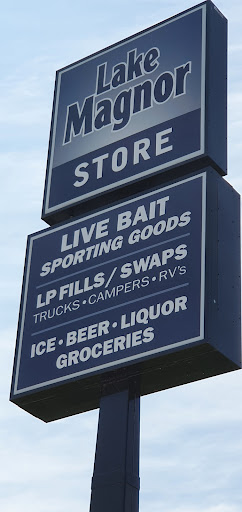 Lake
Magnor
STORE
LIVE BAIT
SPORTING GOODS
LP FILLS / SWAPS
TRUCKS • CAMPERS • RV's
ICE • BEER • LIQUOR
GROCERIES